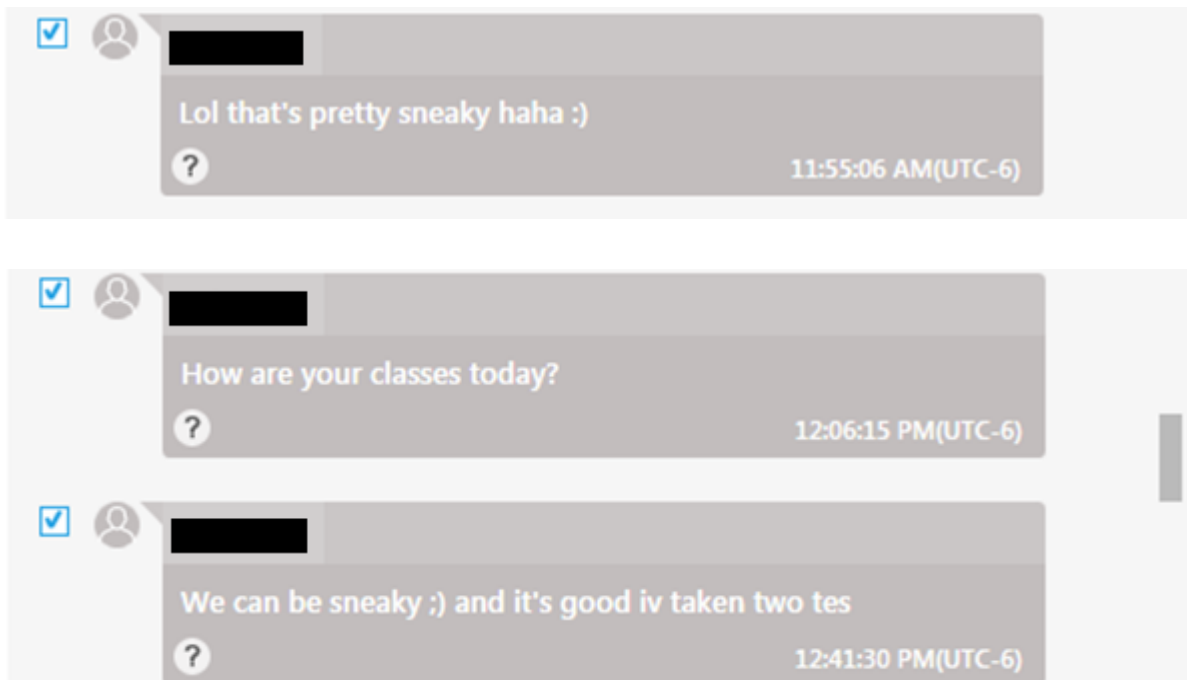 Lol that's pretty sneaky haha :)
?
11:55:06 AM(UTC-6)
How are your classes today?
?
12:06:15 PM(UTC-6)
We can be sneaky ;) and it's good iv taken two tes
?
12:41:30 PM(UTC-6)